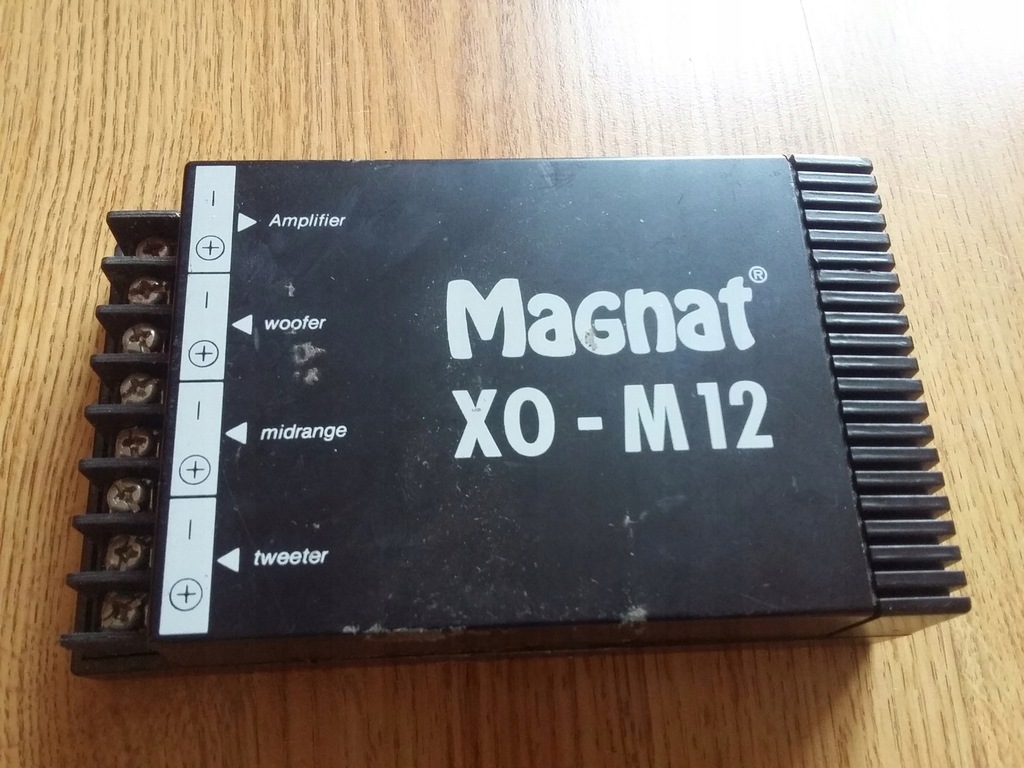 − ⊕ ▶ Amplifier
− ⊕ ◀ woofer
− ⊕ ◀ midrange
− ⊕ ◀ tweeter
Magnat®
XO - M12